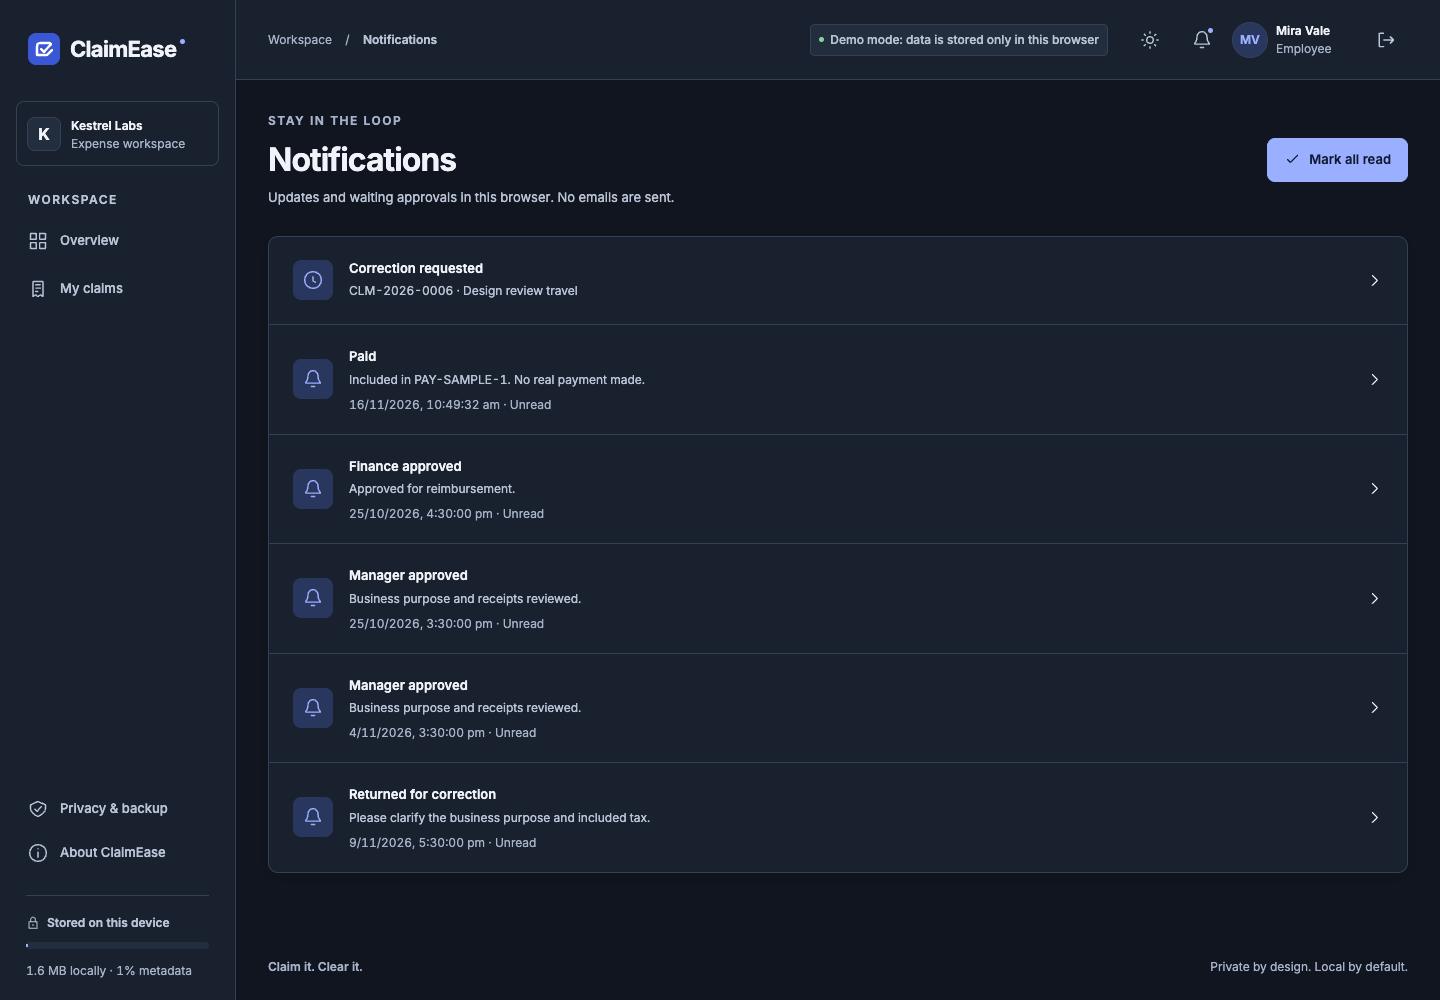 ClaimEase
K
Kestrel Labs
Expense workspace
WORKSPACE
Overview
My claims
Privacy & backup
About ClaimEase
Stored on this device
1.6 MB locally · 1% metadata
Workspace / Notifications
Demo mode: data is stored only in this browser
MV
Mira Vale
Employee
STAY IN THE LOOP
Notifications
Updates and waiting approvals in this browser. No emails are sent.
Mark all read
Correction requested
CLM-2026-0006 · Design review travel
Paid
Included in PAY-SAMPLE-1. No real payment made.
16/11/2026, 10:49:32 am · Unread
Finance approved
Approved for reimbursement.
25/10/2026, 4:30:00 pm · Unread
Manager approved
Business purpose and receipts reviewed.
25/10/2026, 3:30:00 pm · Unread
Manager approved
Business purpose and receipts reviewed.
4/11/2026, 3:30:00 pm · Unread
Returned for correction
Please clarify the business purpose and included tax.
9/11/2026, 5:30:00 pm · Unread
Claim it. Clear it.
Private by design. Local by default.